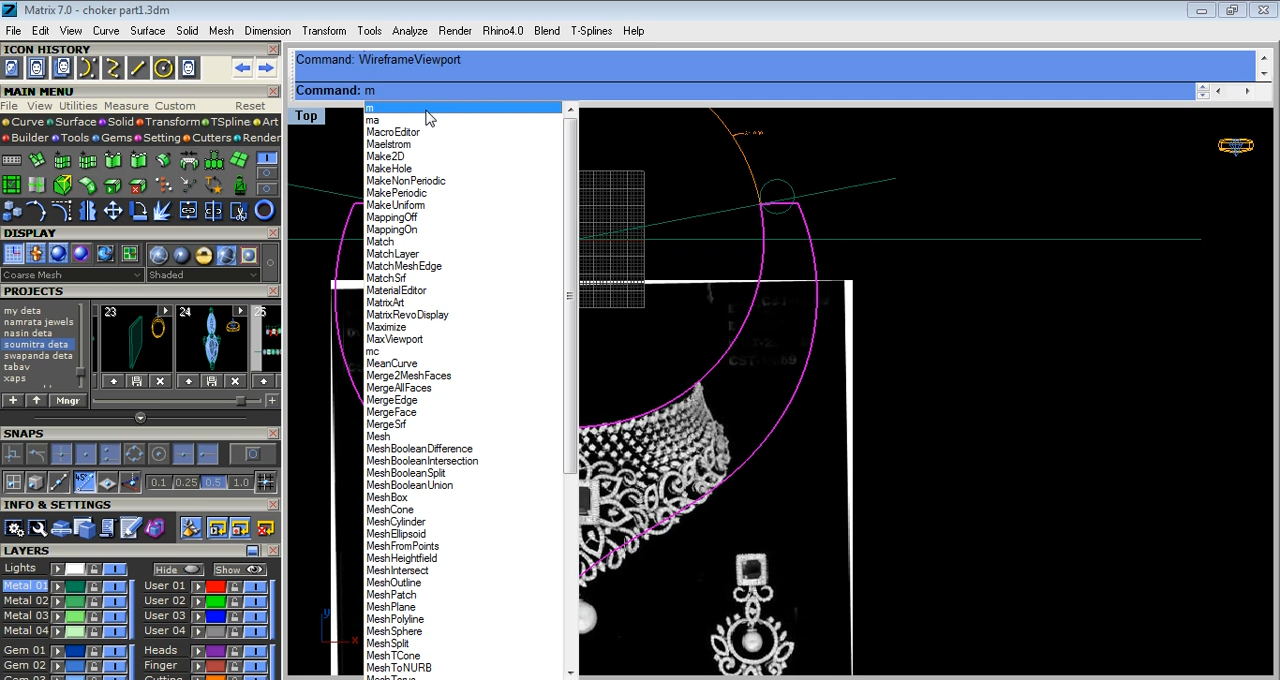 Matrix 7.0 - choker part1.3dm
File Edit View Curve Surface Solid Mesh Dimension Transform Tools Analyze Render Rhino4.0 Blend T-Splines Help
ICON HISTORY
Command: WireframeViewport
Command: m
MAIN MENU
File View Utilities Measure Custom Reset
Curve Surface Solid Transform TSpline Art
Builder Tools Gems Setting Cutters Render
Top
m
ma
MacroEditor
Maelstrom
Make2D
MakeHole
MakeNonPeriodic
MakePeriodic
MakeUniform
MappingOff
MappingOn
Match
MatchLayer
MatchMeshEdge
MatchSrf
MaterialEditor
MatrixArt
MatrixRevoDisplay
Maximize
MaxViewport
mc
MeanCurve
Merge2MeshFaces
MergeAllFaces
MergeEdge
MergeFace
MergeSrf
Mesh
MeshBooleanDifference
MeshBooleanIntersection
MeshBooleanSplit
MeshBooleanUnion
MeshBox
MeshCone
MeshCylinder
MeshEllipsoid
MeshFromPoints
MeshHeightfield
MeshIntersect
MeshOutline
MeshPatch
MeshPlane
MeshPolyline
MeshSphere
MeshSplit
MeshTCone
MeshToNURB
MeshTorus
DISPLAY
Coarse Mesh Shaded
PROJECTS
my deta
namrata jewels
nasin deta
soumitra deta
swapanda deta
tabav
xaps
23 24 25
Mngr
SNAPS
45°
0.1 0.25 0.5 1.0
INFO & SETTINGS
LAYERS
Lights Hide Show
Metal 01 User 01
Metal 02 User 02
Metal 03 User 03
Metal 04 User 04
Gem 01 Heads
Gem 02 Finger
Gem 03 Cutting
y
x